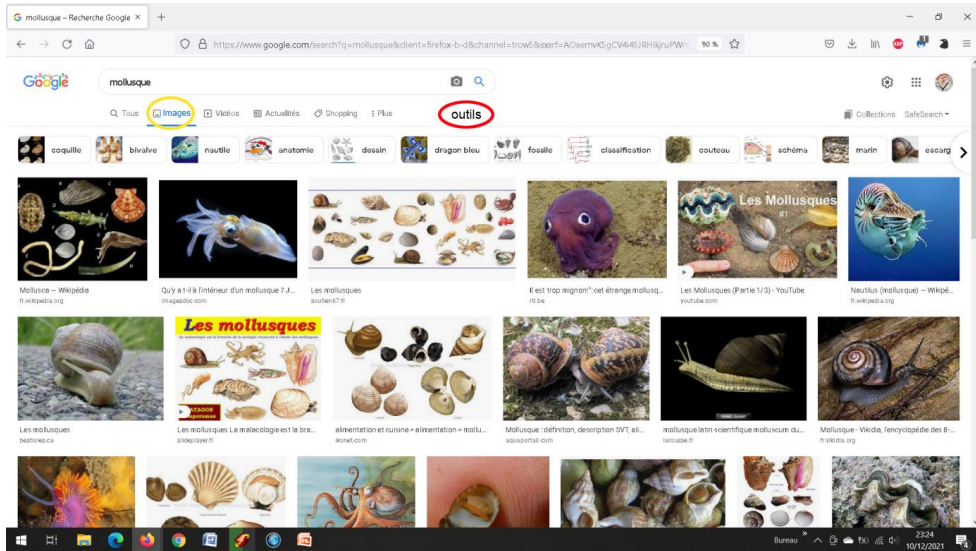 mollusque – Recherche Google
https://www.google.com/search?q=mollusque&client=firefox-b-d&channel=trow5&sxsrf=
90 %
Google
mollusque
Tous Images Vidéos Actualités Shopping Plus outils Collections SafeSearch
coquille bivalve nautile anatomie dessin dragon bleu fossile classification couteau schéma marin escarg
Les Mollusques
#1
Mollusca — Wikipédia
fr.wikipedia.org
Qu'y a t-il à l'intérieur d'un mollusque ? J...
imagesdoc.com
Les mollusques
soutien67.fr
Il est trop mignon!": cet étrange mollusq...
rtl.be
Les Mollusques (Partie 1/3) - YouTube
youtube.com
Nautilus (mollusque) — Wikipé...
fr.wikipedia.org
Les mollusques
Les mollusques
bestioles.ca
Les mollusques La malacologie est la bra...
slideplayer.fr
alimentation et cuisine > alimentation > mollu...
ikonet.com
Mollusque : définition, description SVT, ali...
aquaportail.com
mollusque latin scientifique molluscum du...
larousse.fr
Mollusque - Vikidia, l'encyclopédie des 8-...
fr.vikidia.org
Bureau
23:24
10/12/2021